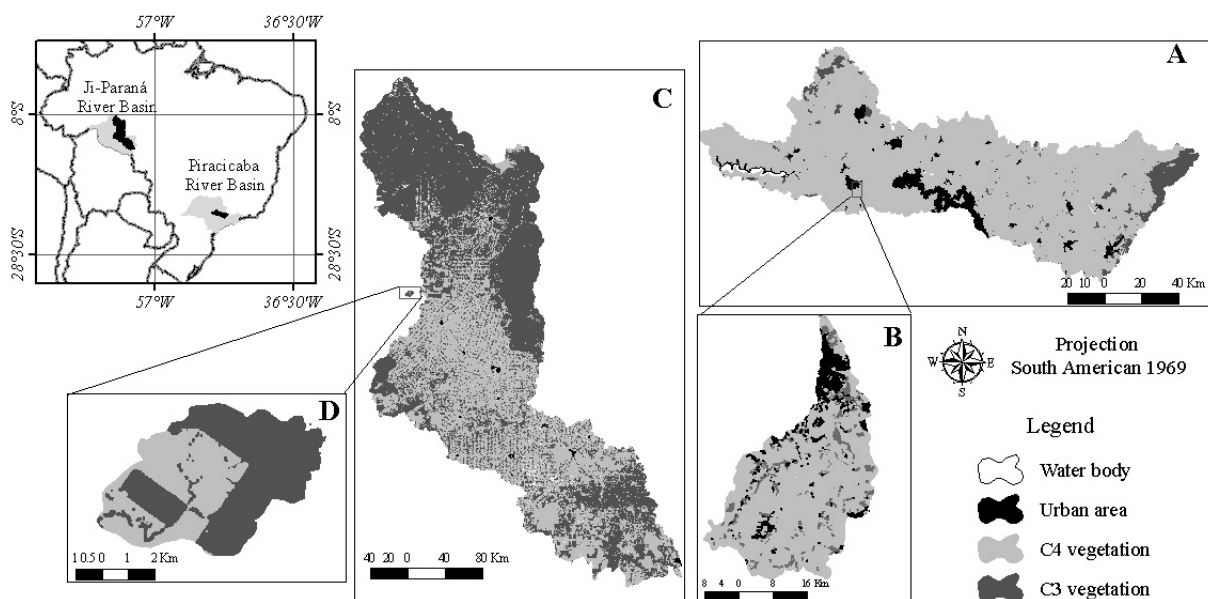 57°W 36°30'W
Ji-Paraná
River Basin
8°S
8°S
Piracicaba
River Basin
28°30'S
28°30'S
57°W 36°30'W
C
A
20 10 0 20 40 Km
D
1 0.5 0 1 2 Km
40 20 0 40 80 Km
B
8 4 0 8 16 Km
N
W E
S
Projection
South American 1969
Legend
Water body
Urban area
C4 vegetation
C3 vegetation